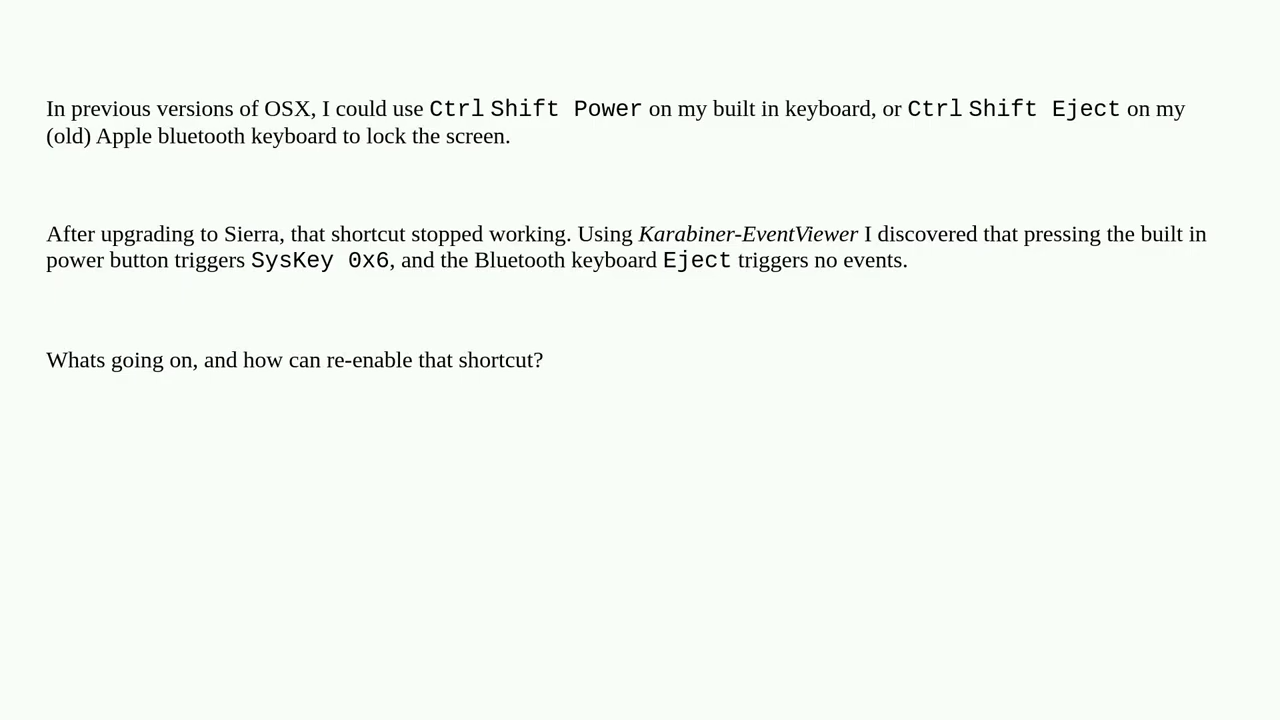 In previous versions of OSX, I could use Ctrl Shift Power on my built in keyboard, or Ctrl Shift Eject on my
(old) Apple bluetooth keyboard to lock the screen.
After upgrading to Sierra, that shortcut stopped working. Using Karabiner-EventViewer I discovered that pressing the built in
power button triggers SysKey 0x6, and the Bluetooth keyboard Eject triggers no events.
Whats going on, and how can re-enable that shortcut?